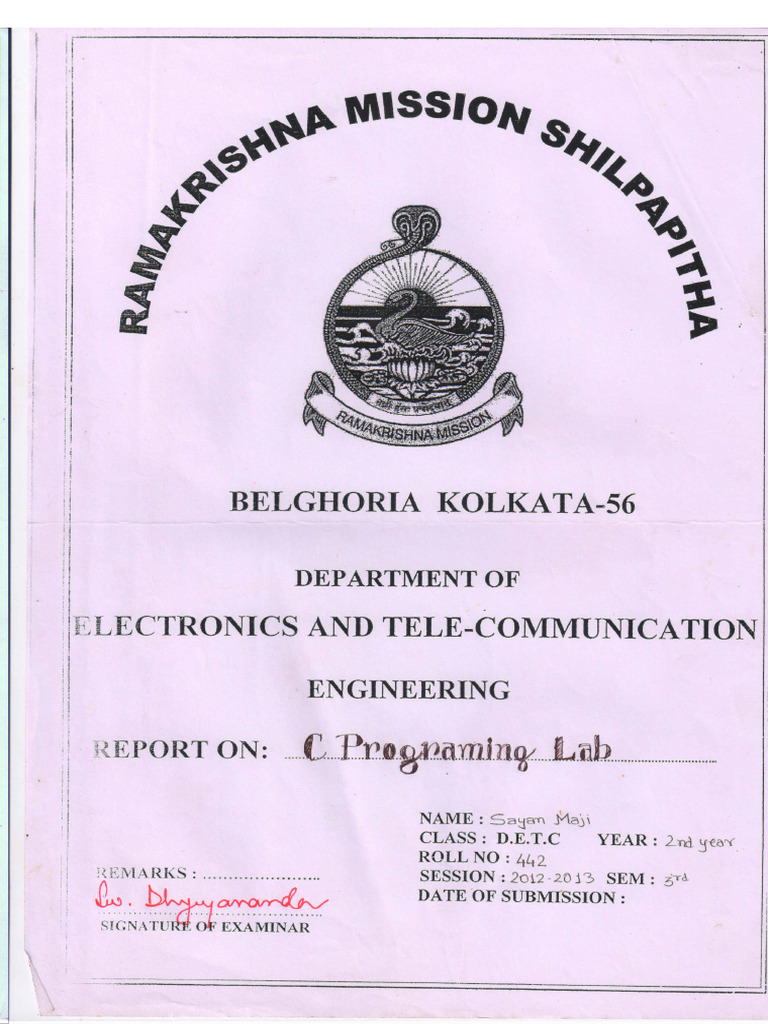 RAMAKRISHNA MISSION SHILPAPITHA
RAMAKRISHNA MISSION
BELGHORIA KOLKATA-56
DEPARTMENT OF
ELECTRONICS AND TELE-COMMUNICATION
ENGINEERING
REPORT ON: C Programing Lab
NAME : Sayan Maji
CLASS : D.E.T.C YEAR : 2nd year
ROLL NO : 442
SESSION : 2012-2013 SEM : 3rd
DATE OF SUBMISSION :
REMARKS : ......................
Sw.
SIGNATURE OF EXAMINAR